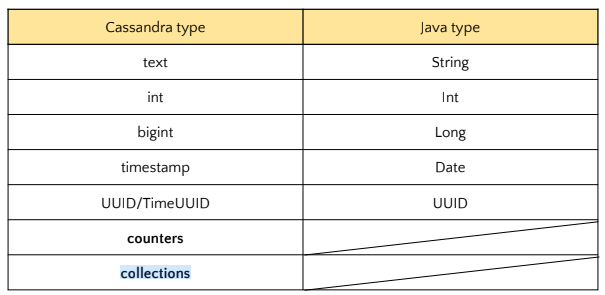 Cassandra type Java type
text String
int Int
bigint Long
timestamp Date
UUID/TimeUUID UUID
counters
collections